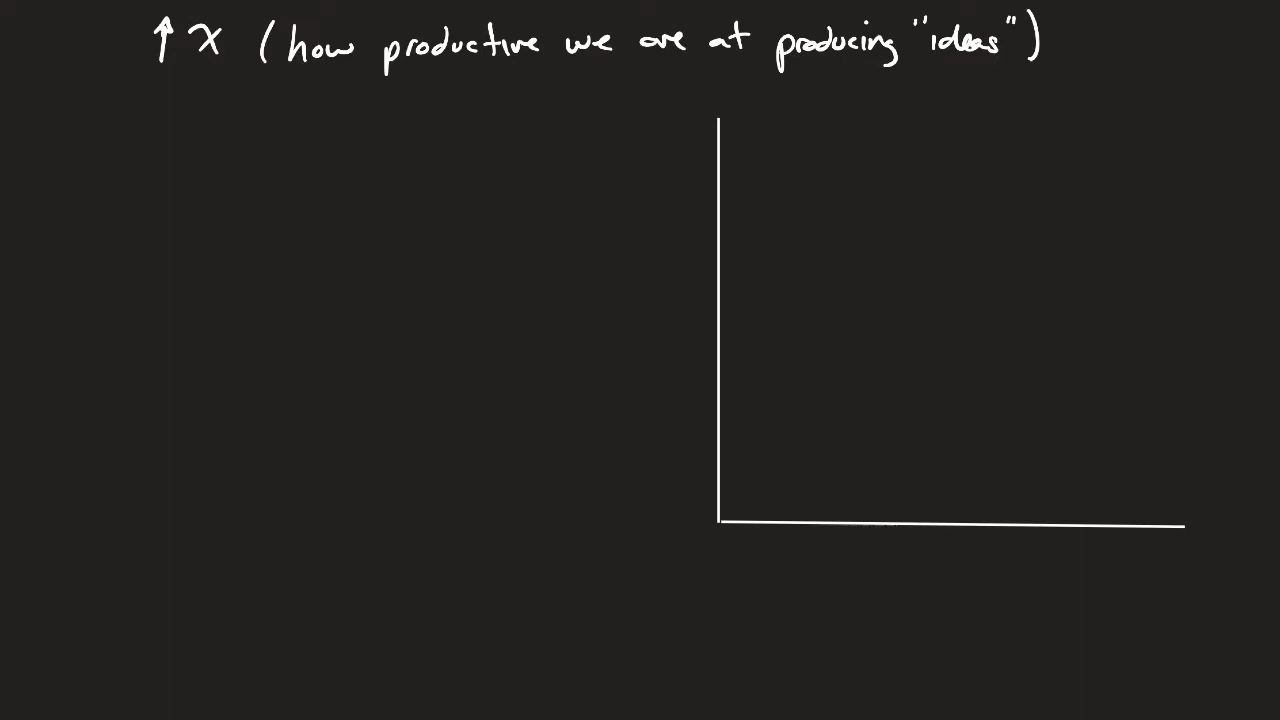 ↑ χ (how productive we are at producing "ideas")